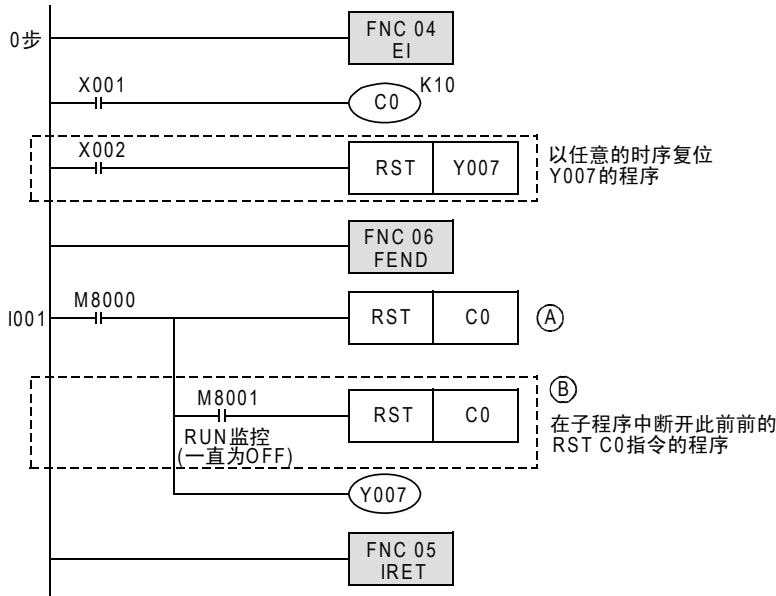 0步
FNC 04
EI
X001
C0
K10
X002
RST
Y007
以任意的时序复位
Y007的程序
FNC 06
FEND
I001
M8000
RST
C0
A
M8001
RUN监控
(一直为OFF)
RST
C0
B
在子程序中断开此前前的
RST C0指令的程序
Y007
FNC 05
IRET